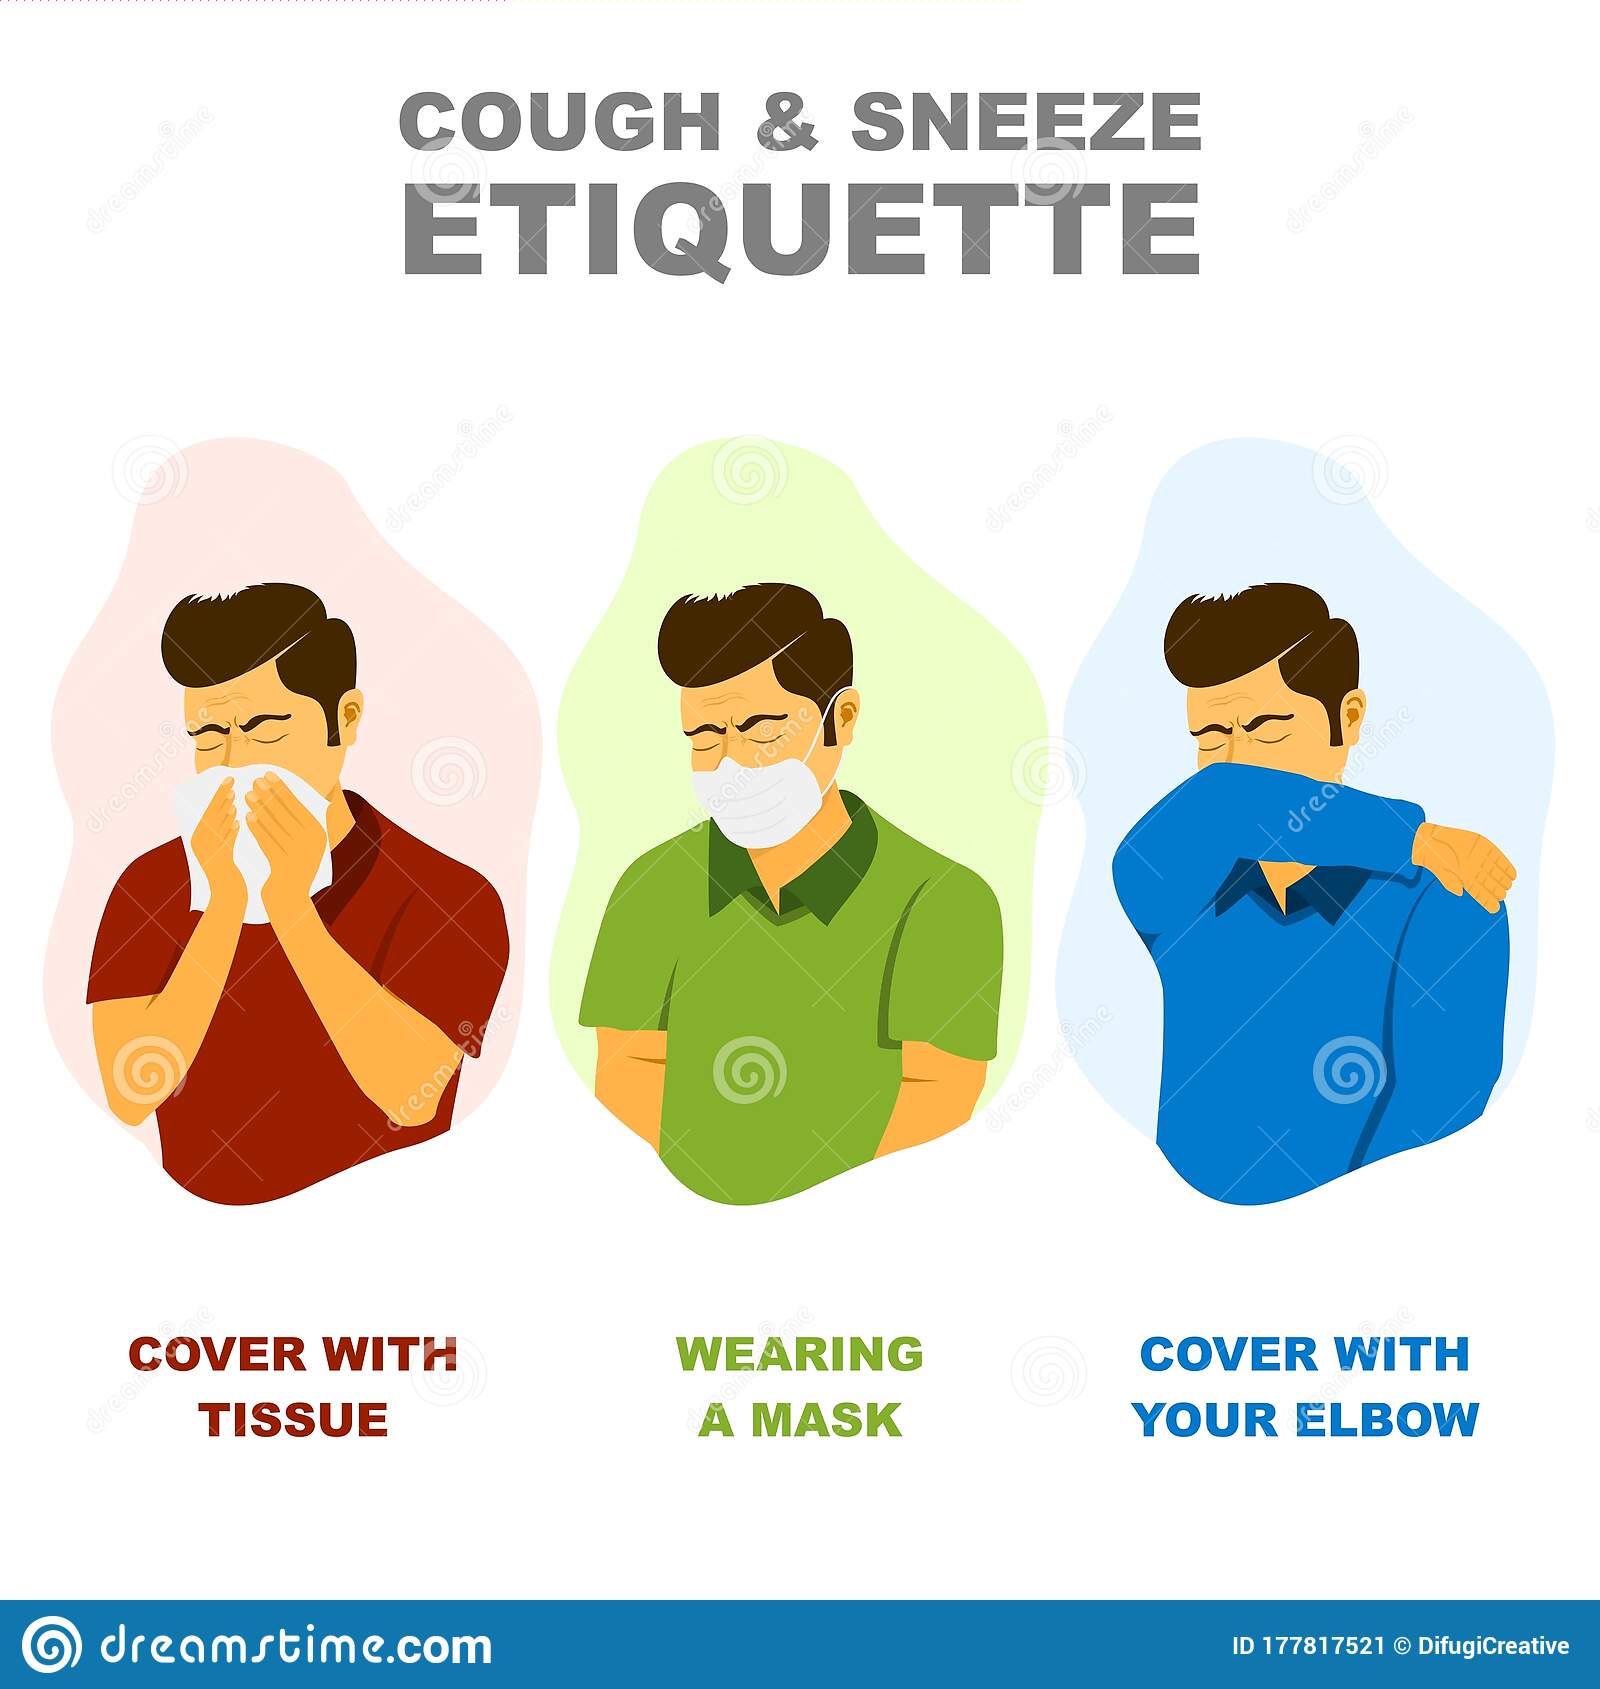 COUGH & SNEEZE
ETIQUETTE
COVER WITH
TISSUE
WEARING
A MASK
COVER WITH
YOUR ELBOW
dreamstime.com
ID 177817521 © DifugiCreative